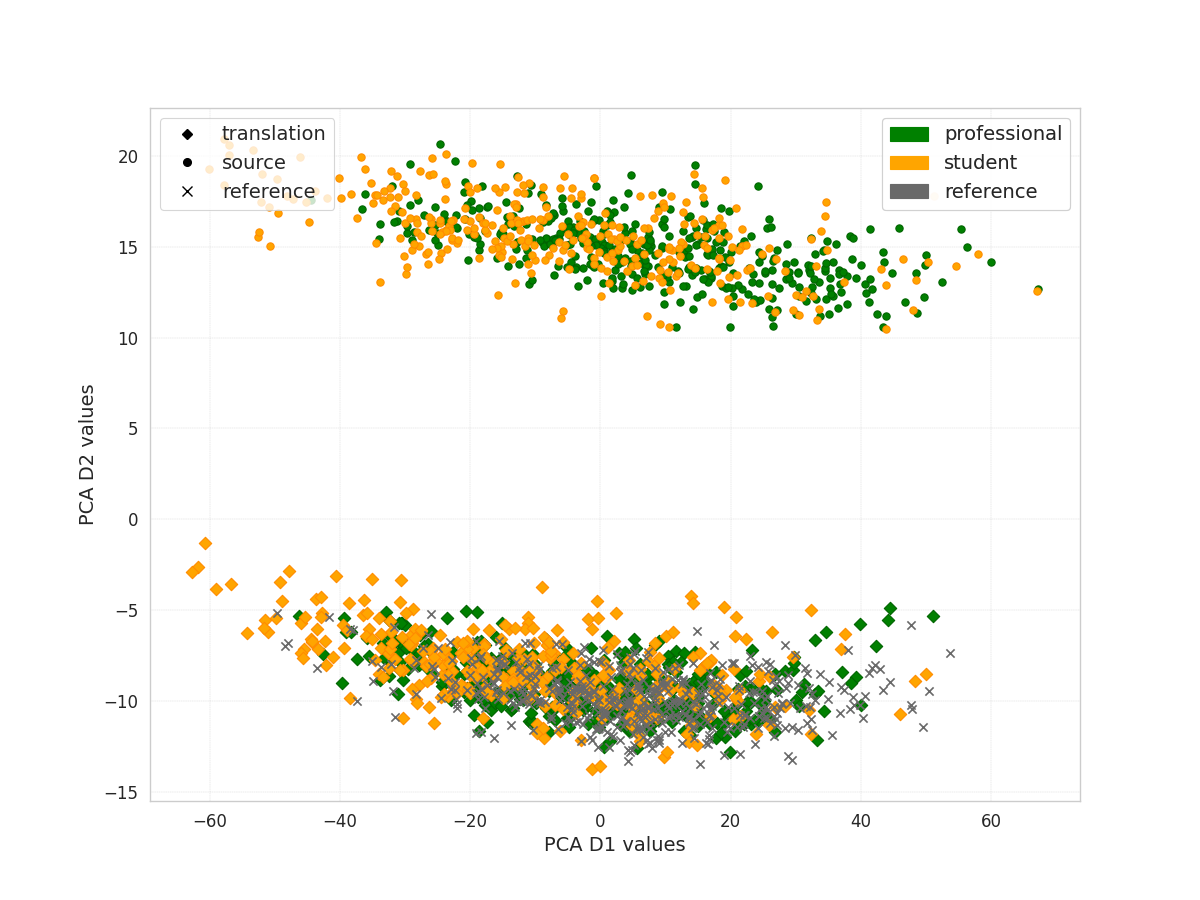 translation
source
reference
professional
student
reference
20
15
10
5
0
−5
−10
−15
PCA D2 values
−60 −40 −20 0 20 40 60
PCA D1 values